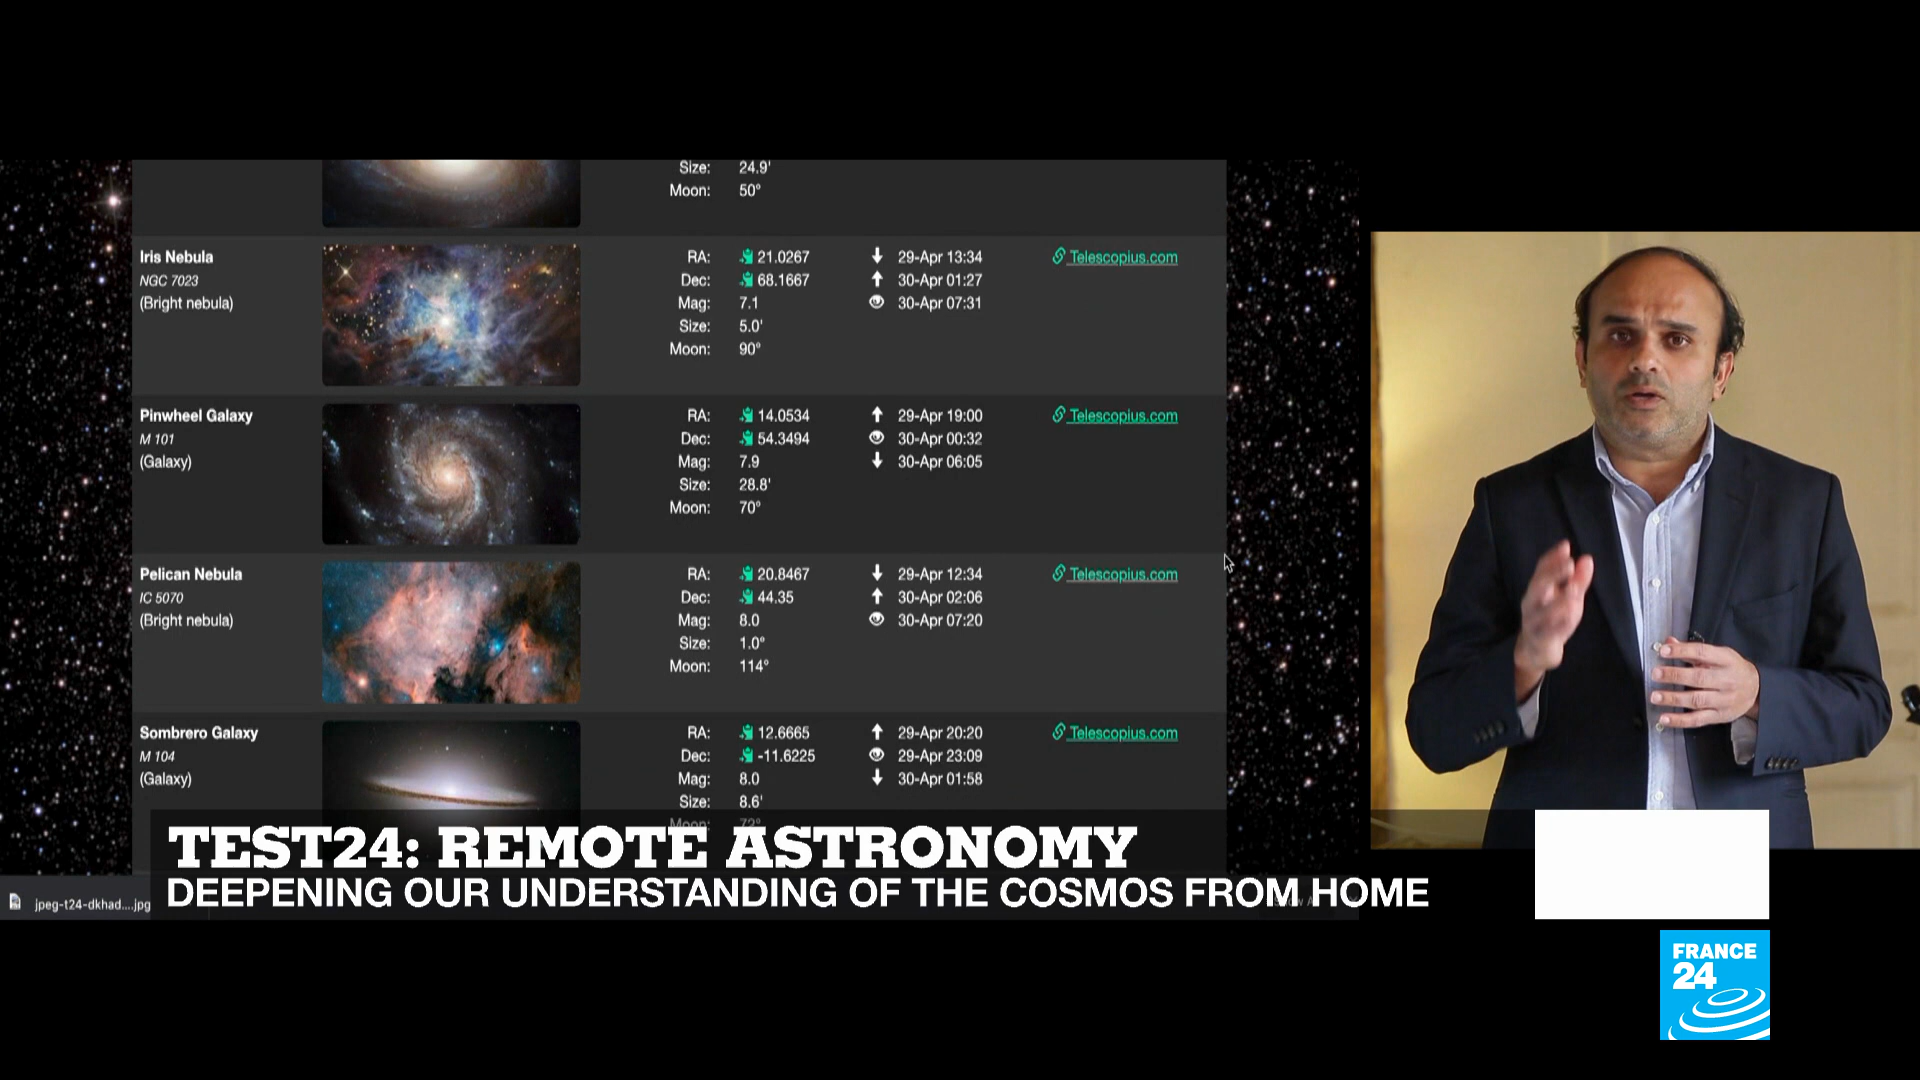 Size: 24.9'
Moon: 50°
Iris Nebula
NGC 7023
(Bright nebula)
RA: 21.0267
Dec: 68.1667
Mag: 7.1
Size: 5.0'
Moon: 90°
29-Apr 13:34
30-Apr 01:27
30-Apr 07:31
Telescopius.com
Pinwheel Galaxy
M 101
(Galaxy)
RA: 14.0534
Dec: 54.3494
Mag: 7.9
Size: 28.8'
Moon: 70°
29-Apr 19:00
30-Apr 00:32
30-Apr 06:05
Telescopius.com
Pelican Nebula
IC 5070
(Bright nebula)
RA: 20.8467
Dec: 44.35
Mag: 8.0
Size: 1.0°
Moon: 114°
29-Apr 12:34
30-Apr 02:06
30-Apr 07:20
Telescopius.com
Sombrero Galaxy
M 104
(Galaxy)
RA: 12.6665
Dec: -11.6225
Mag: 8.0
Size: 8.6'
Moon: 72°
29-Apr 20:20
29-Apr 23:09
30-Apr 01:58
Telescopius.com
TEST24: REMOTE ASTRONOMY
DEEPENING OUR UNDERSTANDING OF THE COSMOS FROM HOME
jpeg-t24-dkhad....jpg
FRANCE
24